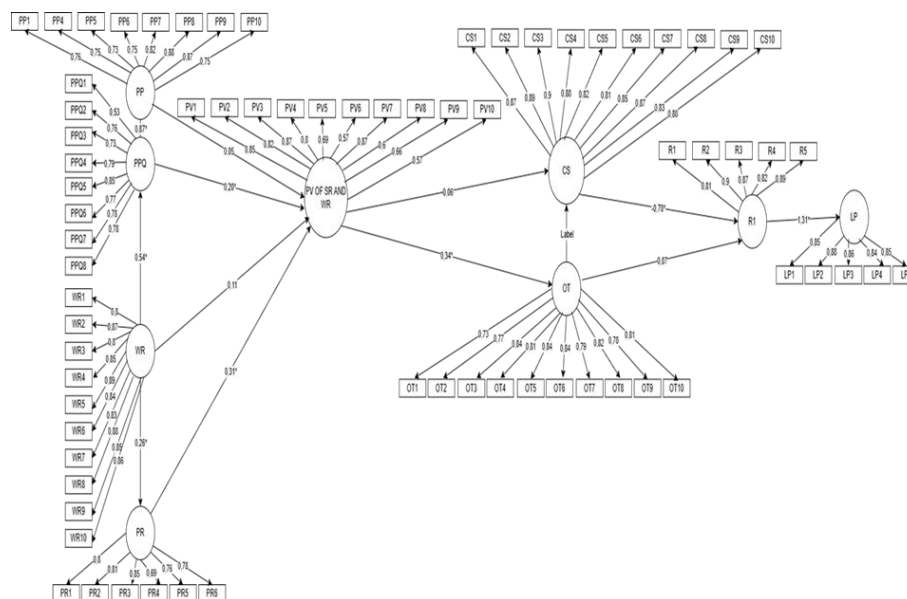 PP1 PP4 PP5 PP6 PP7 PP8 PP9 PP10
0,76 0,75 0,73 0,75 0,82 0,88 0,87 0,75
PP
PPQ1
PPQ2
PPQ3
PPQ4
PPQ5
PPQ6
PPQ7
PPQ8
0,93
0,76
0,73
0,79
0,85
0,77
0,78
0,78
0,87*
PPQ
PV1 PV2 PV3 PV4 PV5 PV6 PV7 PV8 PV9 PV10
0,05 0,85 0,82 0,87 0,8 0,69 0,57 0,87 0,6 0,66 0,57
PV OF SR AND
WR
0,20*
0,54*
0,11
0,31*
WR1
WR2
WR3
WR4
WR5
WR6
WR7
WR8
WR9
WR10
0,8
0,87
0,8
0,85
0,89
0,84
0,83
0,88
0,85
0,86
WR
0,26*
PR
0,8 0,81 0,85 0,69 0,76 0,78
PR1 PR2 PR3 PR4 PR5 PR6
CS1 CS2 CS3 CS4 CS5 CS6 CS7 CS8 CS9 CS10
0,87 0,89 0,9 0,88 0,82 0,81 0,85 0,87 0,83 0,80
CS
0,06
0,34*
Label
OT
0,73 0,77 0,84 0,81 0,84 0,84 0,79 0,82 0,78 0,81
OT1 OT2 OT3 OT4 OT5 OT6 OT7 OT8 OT9 OT10
-0,70*
0,07
R1 R2 R3 R4 R5
0,81 0,9 0,87 0,82 0,89
R1
1,31*
LP
0,85 0,88 0,86 0,84 0,85
LP1 LP2 LP3 LP4